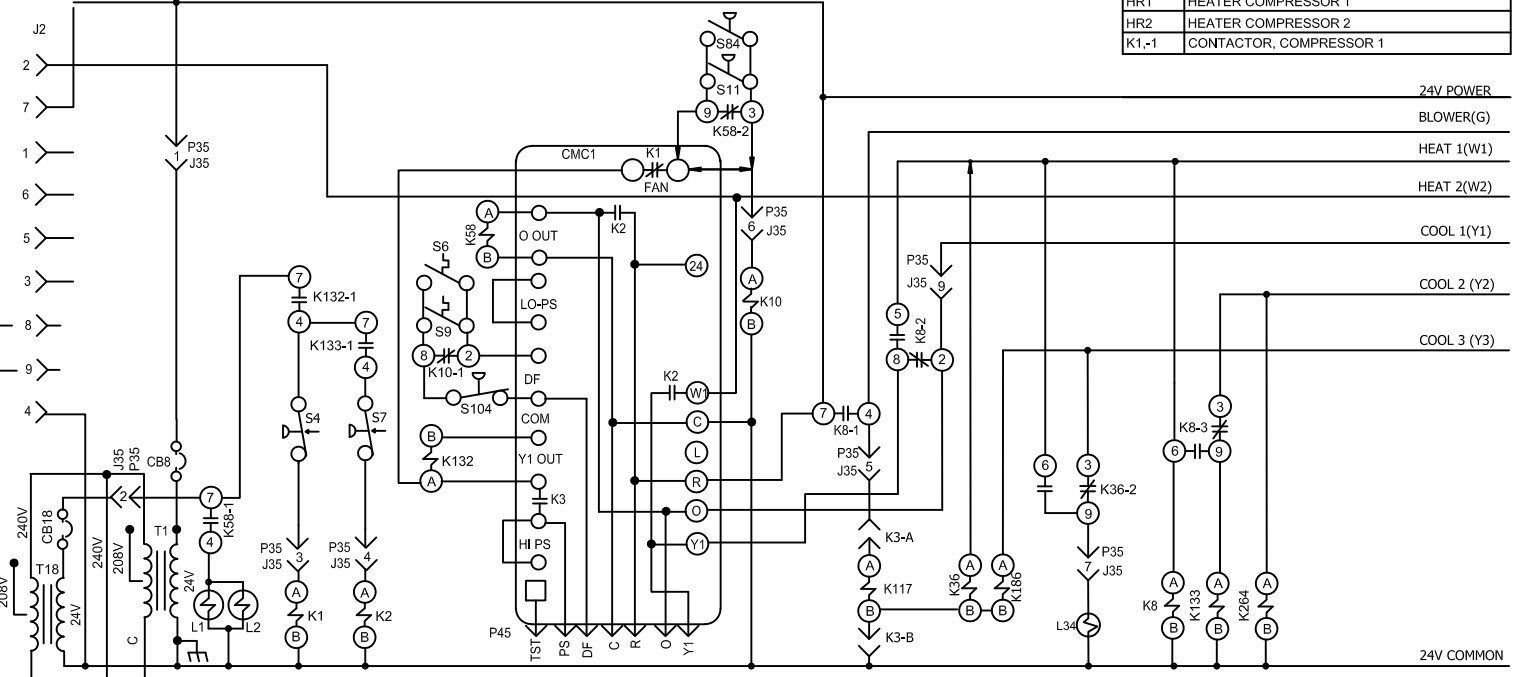 HR1 HEATER COMPRESSOR 1
HR2 HEATER COMPRESSOR 2
K1,-1 CONTACTOR, COMPRESSOR 1
J2
2
7
1
6
5
3
8
9
4
P35
1
J35
S84
S11
9
3
K58-2
24V POWER
BLOWER(G)
HEAT 1(W1)
HEAT 2(W2)
COOL 1(Y1)
COOL 2 (Y2)
COOL 3 (Y3)
24V COMMON
CMC1
K1
FAN
A
K58
B
O OUT
K2
24
LO-PS
S6
S9
8
2
K10-1
DF
S104
COM
B
K132
A
Y1 OUT
K3
HI PS
K2
W1
C
L
R
O
Y1
P45
TST
PS
DF
C
R
O
Y1
P35
6
J35
A
K10
B
7
K132-1
4
7
K133-1
4
S4
S7
P35
3
J35
P35
4
J35
A
K1
B
A
K2
B
J35
P35
2
CB8
7
K58-1
4
240V
CB18
240V
208V
T1
T18
208V
24V
24V
C
L1
L2
7
4
K8-1
P35
5
J35
K3-A
A
K117
B
K3-B
5
K8-2
8
2
P35
J35
9
A
K36
B
A
K186
B
6
3
K36-2
9
P35
7
J35
L34
3
K8-3
6
9
A
K8
B
A
K133
B
A
K264
B